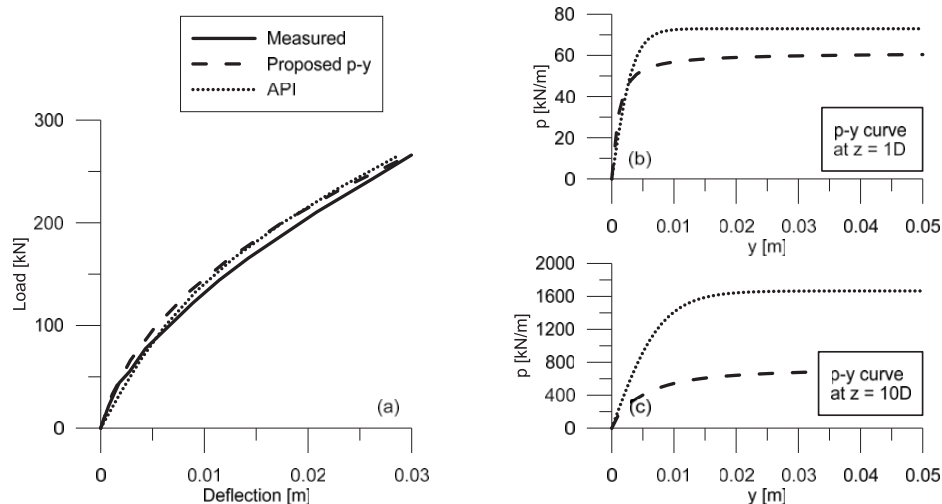 Measured
Proposed p-y
API
300
200
100
0
Load [kN]
0 0.01 0.02 0.03
Deflection [m]
(a)
80
60
40
20
0
p [kN/m]
(b)
p-y curve
at z = 1D
0 0.01 0.02 0.03 0.04 0.05
y [m]
2000
1600
1200
800
400
0
p [kN/m]
(c)
p-y curve
at z = 10D
0 0.01 0.02 0.03 0.04 0.05
y [m]